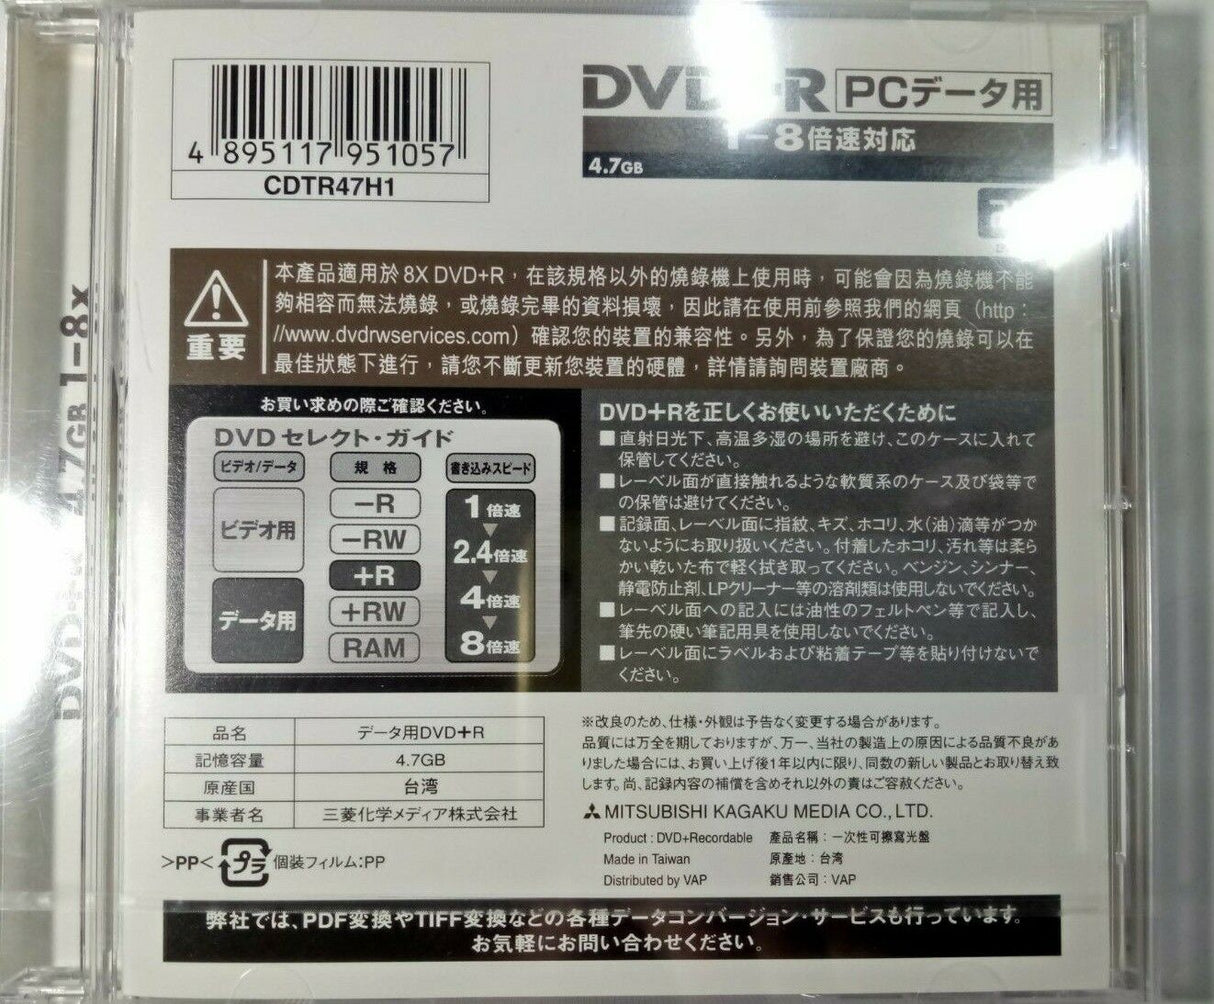 4 895117 951057
CDTR47H1
DVD+R PCデータ用
1-8倍速対応
4.7GB
重要
本產品適用於8X DVD+R，在該規格以外的燒錄機上使用時，可能會因為燒錄機不能
夠相容而無法燒錄，或燒錄完畢的資料損壞，因此請在使用前參照我們的網頁（http：
//www.dvdrwservices.com）確認您的裝置的兼容性。另外，為了保證您的燒錄可以在
最佳狀態下進行，請您不斷更新您裝置的硬體，詳情請詢問裝置廠商。
お買い求めの際ご確認ください。
DVD セレクト・ガイド
ビデオ/データ 規格 書き込みスピード
ビデオ用
データ用
-R
-RW
+R
+RW
RAM
1倍速
2.4倍速
4倍速
8倍速
DVD+Rを正しくお使いいただくために
■直射日光下、高温多湿の場所を避け、このケースに入れて
保管してください。
■レーベル面が直接触れるような軟質系のケース及び袋等で
の保管は避けてください。
■記録面、レーベル面に指紋、キズ、ホコリ、水(油)滴等がつか
ないようにお取り扱いください。付着したホコリ、汚れ等は柔ら
かい乾いた布で軽く拭き取ってください。ベンジン、シンナー、
静電防止剤、LPクリーナー等の溶剤類は使用しないでください。
■レーベル面への記入には油性のフェルトペン等で記入し、
筆先の硬い筆記用具を使用しないでください。
■レーベル面にラベルおよび粘着テープ等を貼り付けないで
ください。
品名 データ用DVD+R
記憶容量 4.7GB
原産国 台湾
事業者名 三菱化学メディア株式会社
>PP< プラ 個装フィルム:PP
※改良のため、仕様・外観は予告なく変更する場合があります。
品質には万全を期しておりますが、万一、当社の製造上の原因による品質不良があ
りました場合には、お買い上げ後1年以内に限り、同数の新しい製品とお取り替え致
します。尚、記録内容の補償を含めそれ以外の責はご容赦ください。
MITSUBISHI KAGAKU MEDIA CO., LTD.
Product : DVD+Recordable 產品名稱：一次性可擦寫光盤
Made in Taiwan 原產地：台湾
Distributed by VAP 銷售公司：VAP
弊社では、PDF変換やTIFF変換などの各種データコンバージョン・サービスも行っています。
お気軽にお問い合わせください。
4.7GB 1-8x